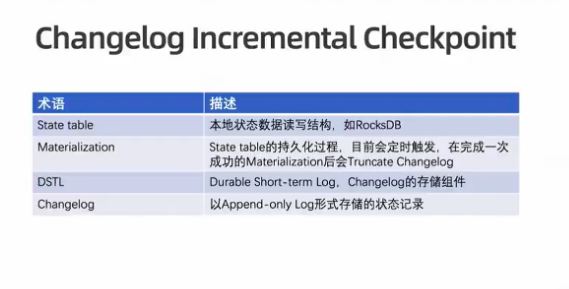 Changelog Incremental Checkpoint
术语 描述
State table 本地状态数据读写结构，如RocksDB
Materialization State table的持久化过程，目前会定时触发，在完成一次
成功的Materialization后会Truncate Changelog
DSTL Durable Short-term Log，Changelog的存储组件
Changelog 以Append-only Log形式存储的状态记录